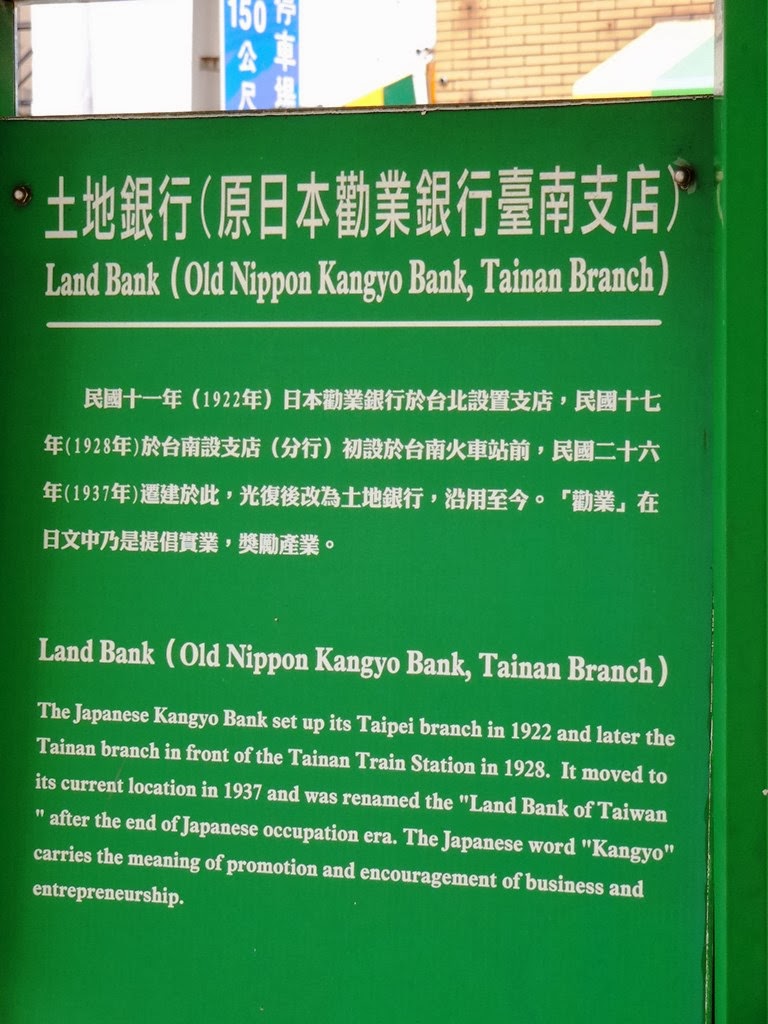 150公尺
停車場
土地銀行(原日本勸業銀行臺南支店)
Land Bank (Old Nippon Kangyo Bank, Tainan Branch)
民國十一年(1922年)日本勸業銀行於台北設置支店,民國十七
年(1928年)於台南設支店(分行)初設於台南火車站前,民國二十六
年(1937年)遷建於此,光復後改為土地銀行,沿用至今。「勸業」在
日文中乃是提倡實業,獎勵產業。
Land Bank (Old Nippon Kangyo Bank, Tainan Branch)
The Japanese Kangyo Bank set up its Taipei branch in 1922 and later the
Tainan branch in front of the Tainan Train Station in 1928. It moved to
its current location in 1937 and was renamed the "Land Bank of Taiwan
" after the end of Japanese occupation era. The Japanese word "Kangyo"
carries the meaning of promotion and encouragement of business and
entrepreneurship.